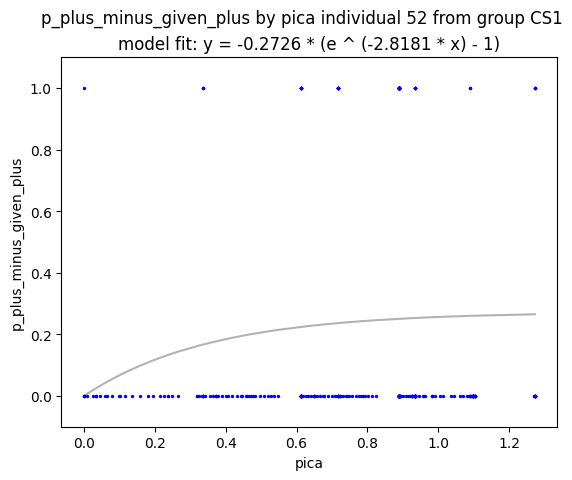 p_plus_minus_given_plus by pica individual 52 from group CS1
model fit: y = -0.2726 * (e ^ (-2.8181 * x) - 1)
1.0
0.8
0.6
0.4
0.2
0.0
p_plus_minus_given_plus
0.0 0.2 0.4 0.6 0.8 1.0 1.2
pica